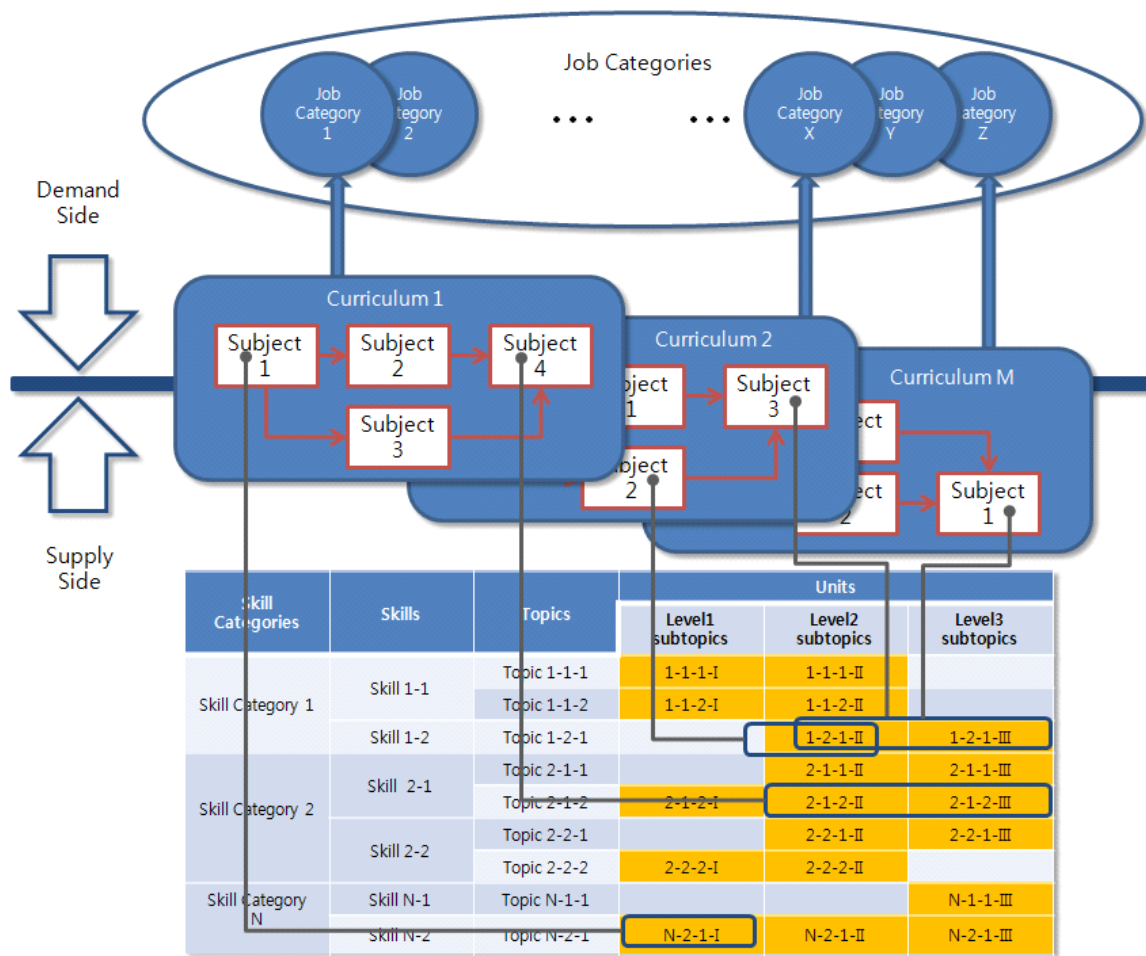 Job Categories
Job
Category
1
Job
tegory
2
...
...
Job
Category
X
Job
tegory
Y
Job
ategory
Z
Demand
Side
Supply
Side
Curriculum 1
Subject
1
Subject
2
Subject
4
Subject
3
Curriculum 2
ubject
1
Subject
3
ubject
2
Curriculum M
ject
ject
2
Subject
1
Skill
Categories
Skills
Topics
Units
Level1
subtopics
Level2
subtopics
Level3
subtopics
Skill Category 1
Skill 1-1
Topic 1-1-1
1-1-1-I
1-1-1-II
Topic 1-1-2
1-1-2-I
1-1-2-II
Skill 1-2
Topic 1-2-1
1-2-1-II
1-2-1-III
Skill Category 2
Skill 2-1
Topic 2-1-1
2-1-1-II
2-1-1-III
Topic 2-1-2
2-1-2-I
2-1-2-II
2-1-2-III
Skill 2-2
Topic 2-2-1
2-2-1-II
2-2-1-III
Topic 2-2-2
2-2-2-I
2-2-2-II
Skill Category
N
Skill N-1
Topic N-1-1
N-1-1-III
Skill N-2
Topic N-2-1
N-2-1-I
N-2-1-II
N-2-1-III